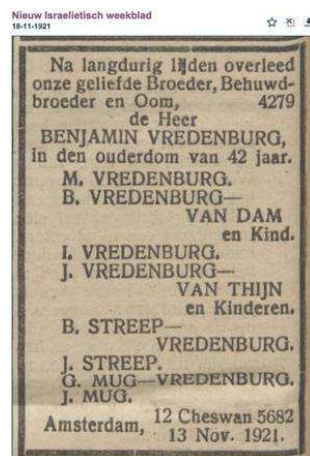 Nieuw Israelietisch weekblad
18-11-1921
Na langdurig lijden overleed
onze geliefde Broeder, Behuwd-
broeder en Oom, 4279
de Heer
BENJAMIN VREDENBURG,
in den ouderdom van 42 jaar.
M. VREDENBURG.
B. VREDENBURG—
VAN DAM
en Kind.
I. VREDENBURG.
J. VREDENBURG—
VAN THIJN
en Kinderen.
B. STREEP—
VREDENBURG.
J. STREEP.
G. MUG—VREDENBURG.
J. MUG.
Amsterdam, 12 Cheswan 5682
13 Nov. 1921.